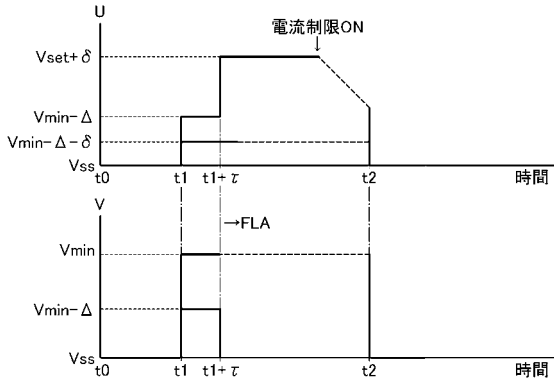 U
電流制限ON
Vset+δ
Vmin-Δ
Vmin-Δ-δ
Vss
t0
t1
t1+τ
t2
時間
V
→FLA
Vmin
Vmin-Δ
Vss
t0
t1
t1+τ
t2
時間